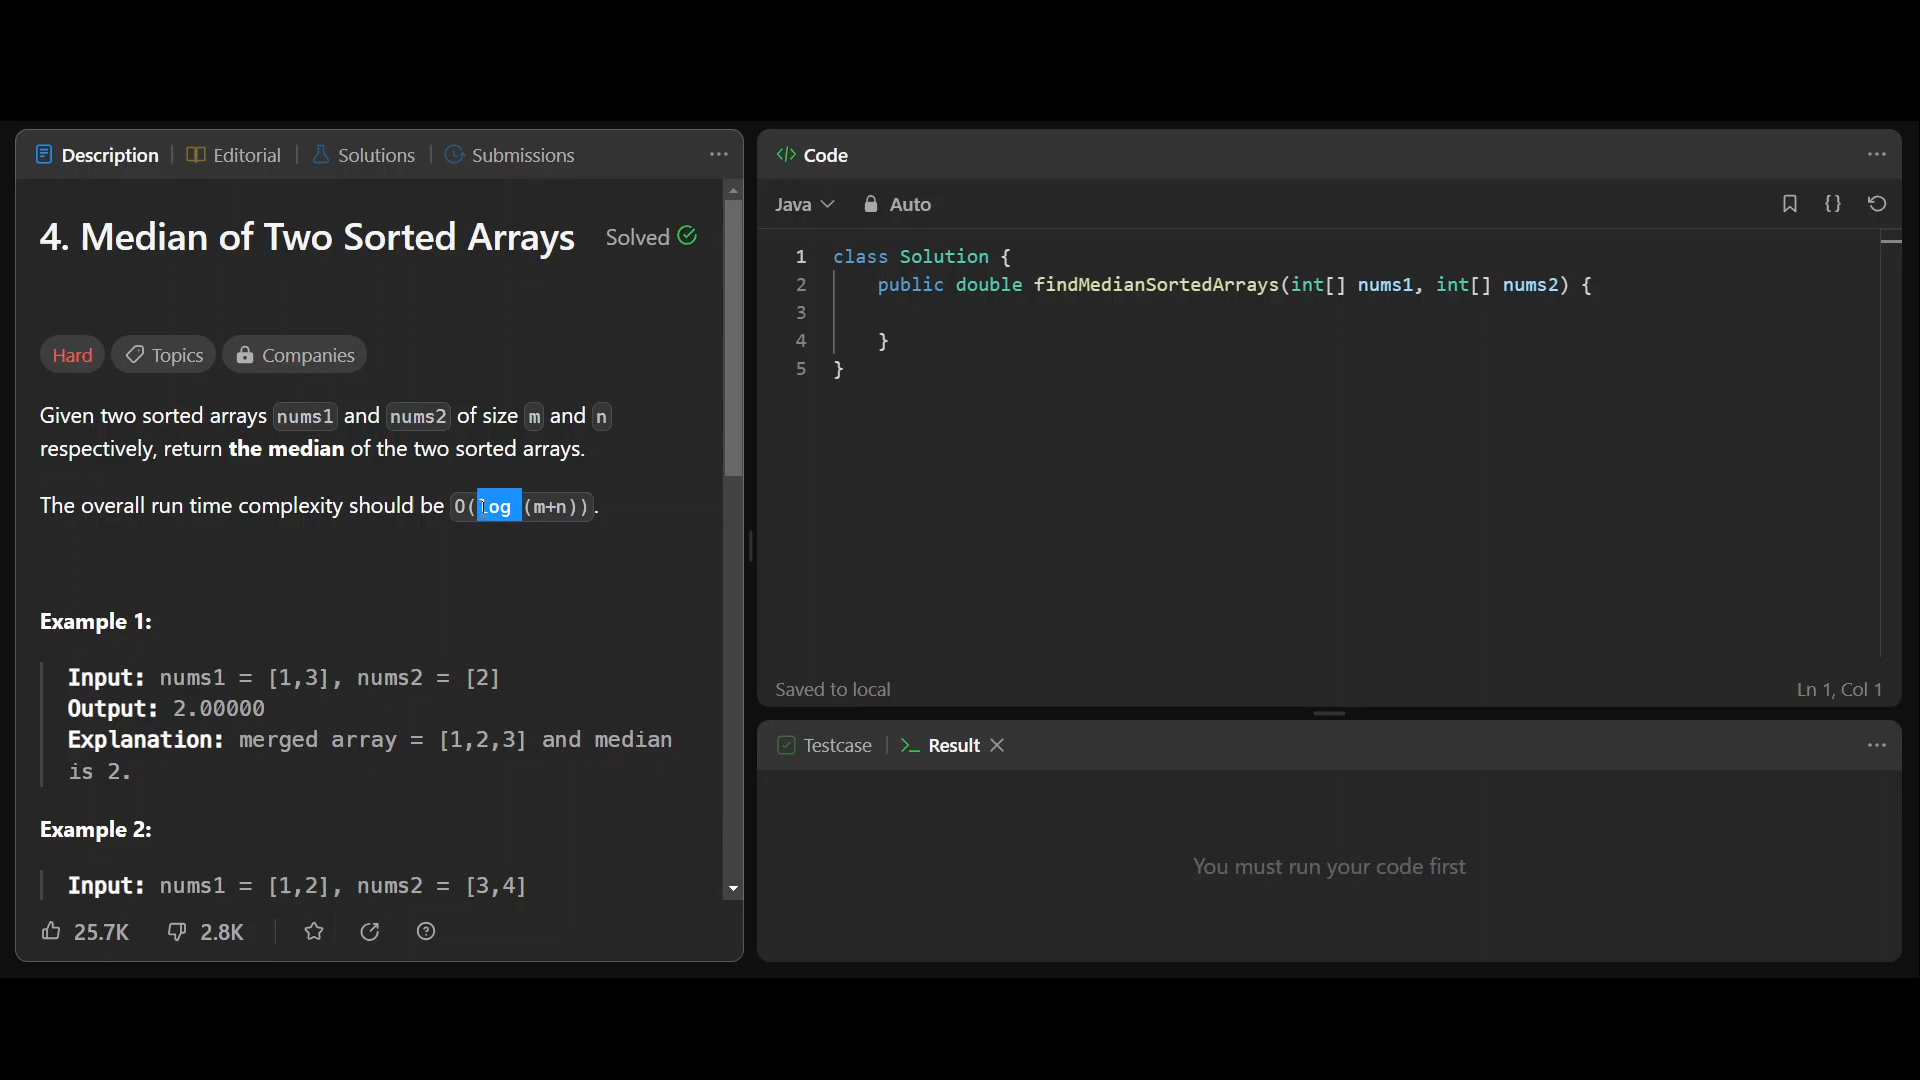 Description
Editorial
Solutions
Submissions
4. Median of Two Sorted Arrays
Solved
Hard
Topics
Companies
Given two sorted arrays nums1 and nums2 of size m and n
respectively, return the median of the two sorted arrays.
The overall run time complexity should be O(log (m+n)).
Example 1:
Input: nums1 = [1,3], nums2 = [2]
Output: 2.00000
Explanation: merged array = [1,2,3] and median
is 2.
Example 2:
Input: nums1 = [1,2], nums2 = [3,4]
25.7K
2.8K
</> Code
Java
Auto
{}
1 class Solution {
2 public double findMedianSortedArrays(int[] nums1, int[] nums2) {
3
4 }
5 }
Saved to local
Ln 1, Col 1
Testcase
>_ Result
You must run your code first